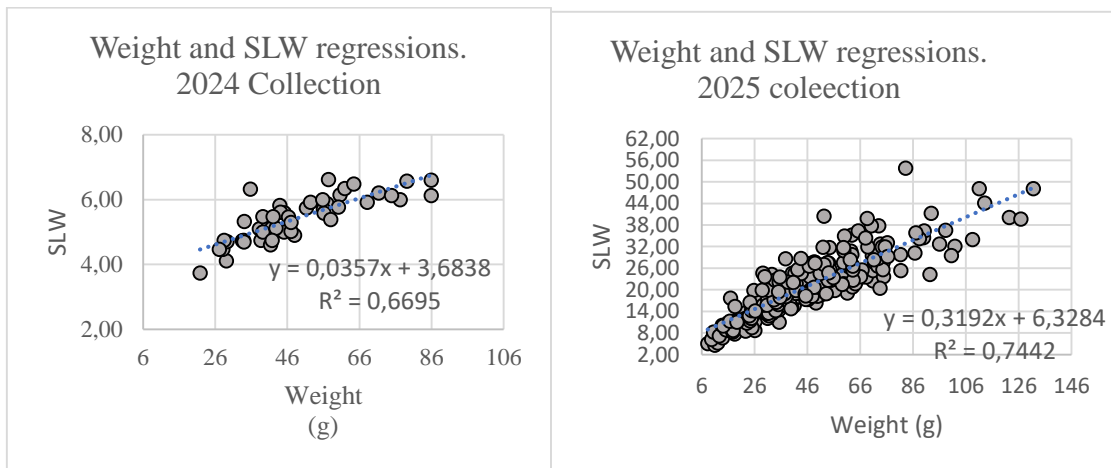 Weight and SLW regressions.
2024 Collection
8,00
6,00
4,00
2,00
SLW
y = 0,0357x + 3,6838
R² = 0,6695
6 26 46 66 86 106
Weight
(g)
Weight and SLW regressions.
2025 coleection
62,00
56,00
50,00
44,00
38,00
32,00
26,00
20,00
14,00
8,00
2,00
SLW
y = 0,3192x + 6,3284
R² = 0,7442
6 26 46 66 86 106 126 146
Weight (g)